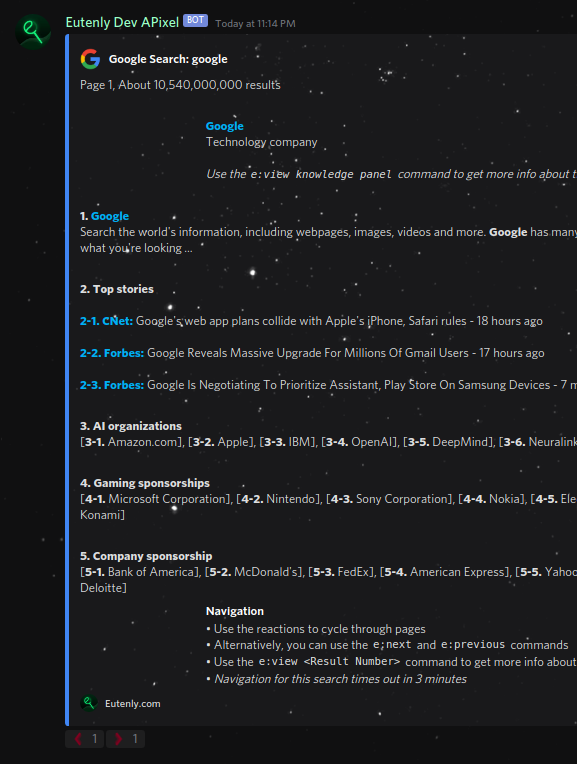 Eutenly Dev APixel BOT Today at 11:14 PM
Google Search: google
Page 1, About 10,540,000,000 results
Google
Technology company
Use the e:view knowledge panel command to get more info about t
1. Google
Search the world's information, including webpages, images, videos and more. Google has many
what you're looking ...
2. Top stories
2-1. CNet: Google's web app plans collide with Apple's iPhone, Safari rules - 18 hours ago
2-2. Forbes: Google Reveals Massive Upgrade For Millions Of Gmail Users - 17 hours ago
2-3. Forbes: Google Is Negotiating To Prioritize Assistant, Play Store On Samsung Devices - 7 m
3. AI organizations
[3-1. Amazon.com], [3-2. Apple], [3-3. IBM], [3-4. OpenAI], [3-5. DeepMind], [3-6. Neuralink
4. Gaming sponsorships
[4-1. Microsoft Corporation], [4-2. Nintendo], [4-3. Sony Corporation], [4-4. Nokia], [4-5. Ele
Konami]
5. Company sponsorship
[5-1. Bank of America], [5-2. McDonald's], [5-3. FedEx], [5-4. American Express], [5-5. Yahoo
Deloitte]
Navigation
• Use the reactions to cycle through pages
• Alternatively, you can use the e;next and e:previous commands
• Use the e:view <Result Number> command to get more info about
• Navigation for this search times out in 3 minutes
Eutenly.com
1 1